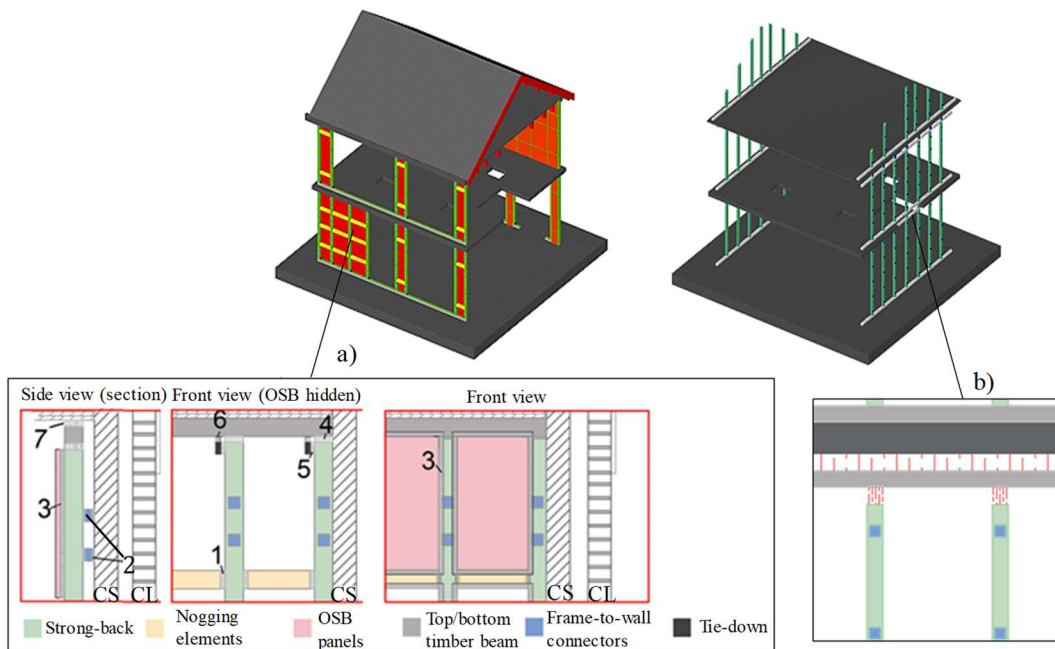 a)
b)
Side view (section)
Front view (OSB hidden)
Front view
7
3
2
CS
CL
6
4
5
1
CS
3
CS
CL
Strong-back
Nogging
elements
OSB
panels
Top/bottom
timber beam
Frame-to-wall
connectors
Tie-down